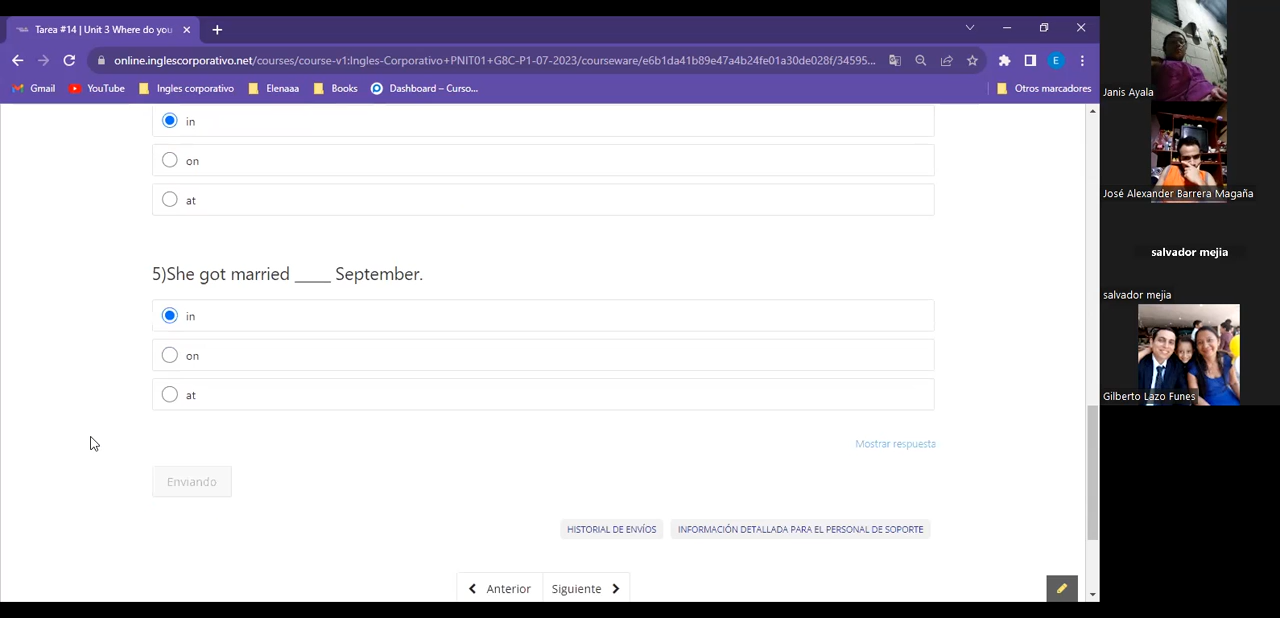 Tarea #14 | Unit 3 Where do you
online.inglescorporativo.net/courses/course-v1:Ingles-Corporativo+PNIT01+G8C-P1-07-2023/courseware/e6b1da41b89e47a4b24fe01a30de028f/34595...
E
Gmail
YouTube
Ingles corporativo
Elenaaa
Books
Dashboard – Curso...
Otros marcadores
in
on
at
5)She got married ____ September.
in
on
at
Mostrar respuesta
Enviando
HISTORIAL DE ENVÍOS
INFORMACIÓN DETALLADA PARA EL PERSONAL DE SOPORTE
Anterior
Siguiente
Janis Ayala
José Alexander Barrera Magaña
salvador mejia
salvador mejia
Gilberto Lazo Funes